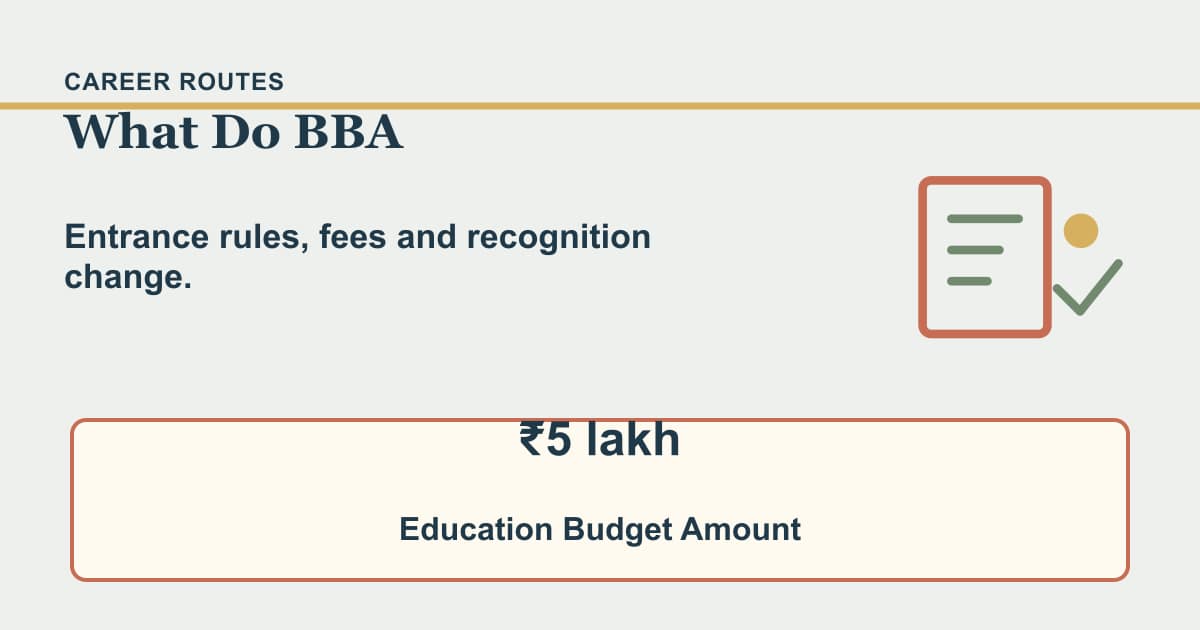 CAREER ROUTES
What Do BBA
Entrance rules, fees and recognition
change.
₹5 lakh
Education Budget Amount